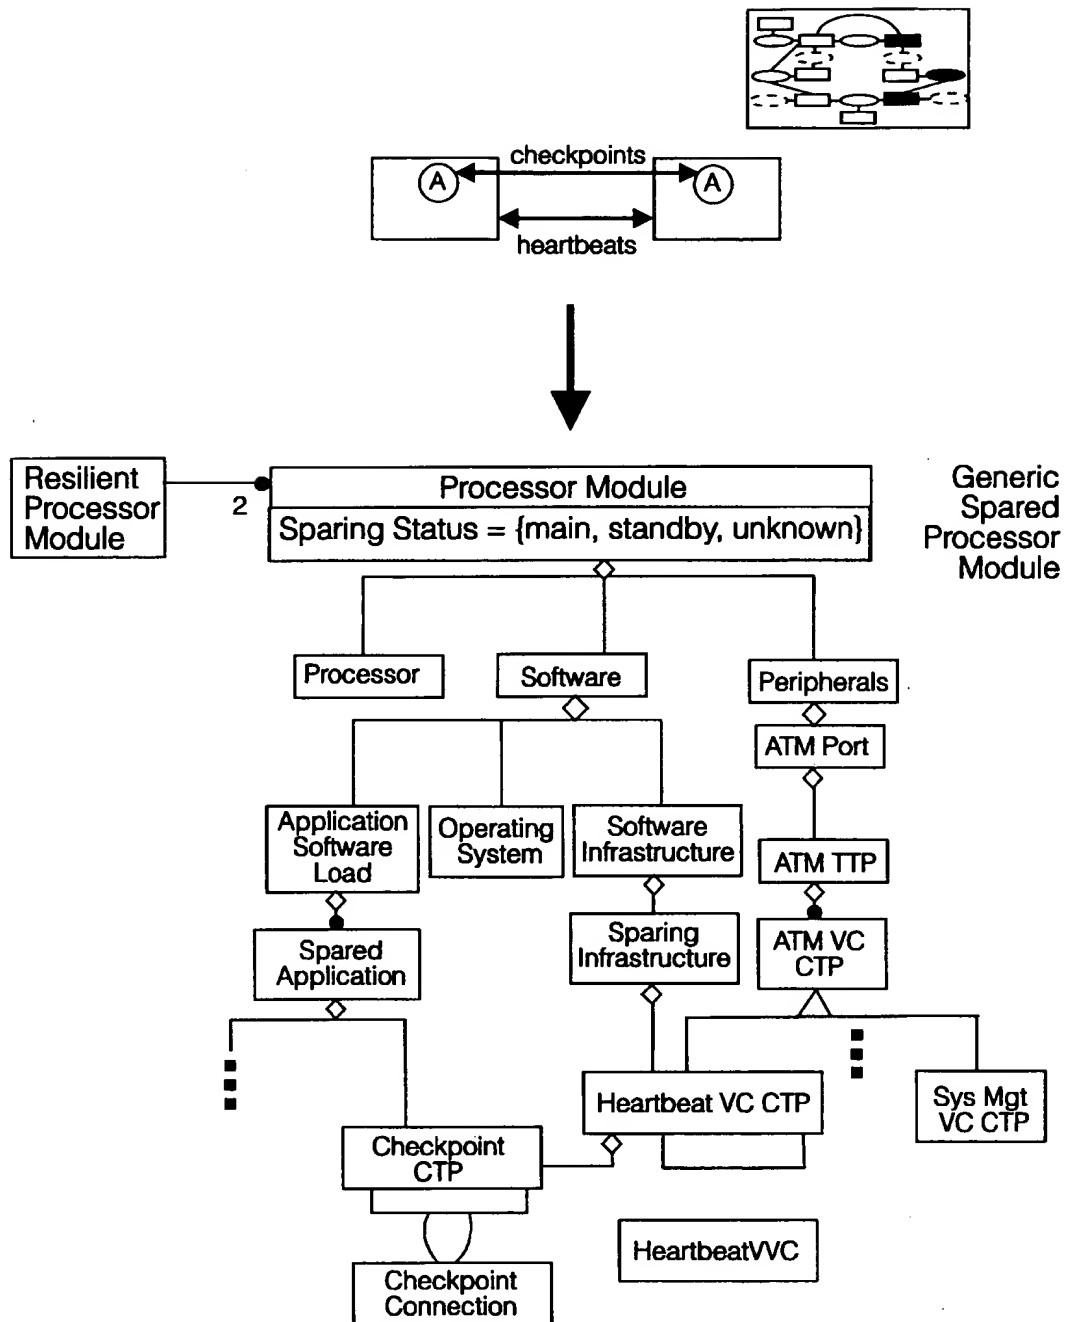 checkpoints
A
A
heartbeats
Resilient
Processor
Module
2
Processor Module
Sparing Status = {main, standby, unknown}
Generic
Spared
Processor
Module
Processor
Software
Peripherals
ATM Port
Application
Software
Load
Operating
System
Software
Infrastructure
ATM TTP
Spared
Application
Sparing
Infrastructure
ATM VC
CTP
Heartbeat VC CTP
Sys Mgt
VC CTP
Checkpoint
CTP
HeartbeatVVC
Checkpoint
Connection